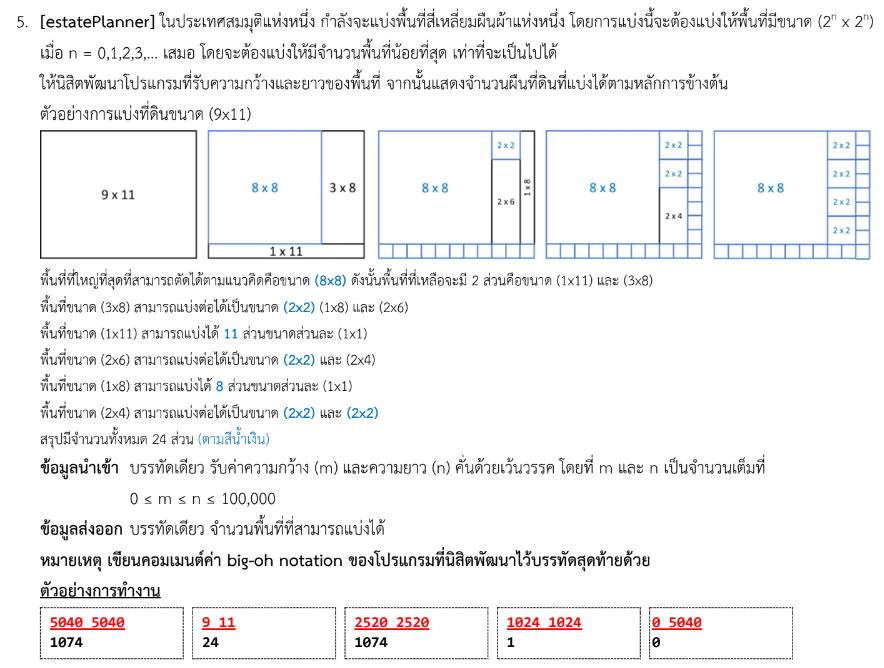 5. [estatePlanner] ในประเทศสมมุติแห่งหนึ่ง กำลังจะแบ่งพื้นที่สี่เหลี่ยมผืนผ้าแห่งหนึ่ง โดยการแบ่งนี้จะต้องแบ่งให้พื้นที่มีขนาด (2ⁿ x 2ⁿ)
เมื่อ n = 0,1,2,3,... เสมอ โดยจะต้องแบ่งให้มีจำนวนพื้นที่น้อยที่สุด เท่าที่จะเป็นไปได้
ให้นิสิตพัฒนาโปรแกรมที่รับความกว้างและยาวของพื้นที่ จากนั้นแสดงจำนวนผืนที่ดินที่แบ่งได้ตามหลักการข้างต้น
ตัวอย่างการแบ่งที่ดินขนาด (9x11)
9 x 11
8 x 8
3 x 8
1 x 11
8 x 8
2 x 2
2 x 6
1 x 8
8 x 8
2 x 2
2 x 2
2 x 4
8 x 8
2 x 2
2 x 2
2 x 2
2 x 2
พื้นที่ที่ใหญ่ที่สุดที่สามารถตัดได้ตามแนวคิดคือขนาด (8x8) ดังนั้นพื้นที่ที่เหลือจะมี 2 ส่วนคือขนาด (1x11) และ (3x8)
พื้นที่ขนาด (3x8) สามารถแบ่งต่อได้เป็นขนาด (2x2) (1x8) และ (2x6)
พื้นที่ขนาด (1x11) สามารถแบ่งได้ 11 ส่วนขนาดส่วนละ (1x1)
พื้นที่ขนาด (2x6) สามารถแบ่งต่อได้เป็นขนาด (2x2) และ (2x4)
พื้นที่ขนาด (1x8) สามารถแบ่งได้ 8 ส่วนขนาดส่วนละ (1x1)
พื้นที่ขนาด (2x4) สามารถแบ่งต่อได้เป็นขนาด (2x2) และ (2x2)
สรุปมีจำนวนทั้งหมด 24 ส่วน (ตามสีน้ำเงิน)
ข้อมูลนำเข้า บรรทัดเดียว รับค่าความกว้าง (m) และความยาว (n) คั่นด้วยเว้นวรรค โดยที่ m และ n เป็นจำนวนเต็มที่
0 ≤ m ≤ n ≤ 100,000
ข้อมูลส่งออก บรรทัดเดียว จำนวนพื้นที่ที่สามารถแบ่งได้
หมายเหตุ เขียนคอมเมนต์ค่า big-oh notation ของโปรแกรมที่นิสิตพัฒนาไว้บรรทัดสุดท้ายด้วย
ตัวอย่างการทำงาน
5040 5040
1074
9 11
24
2520 2520
1074
1024 1024
1
0 5040
0